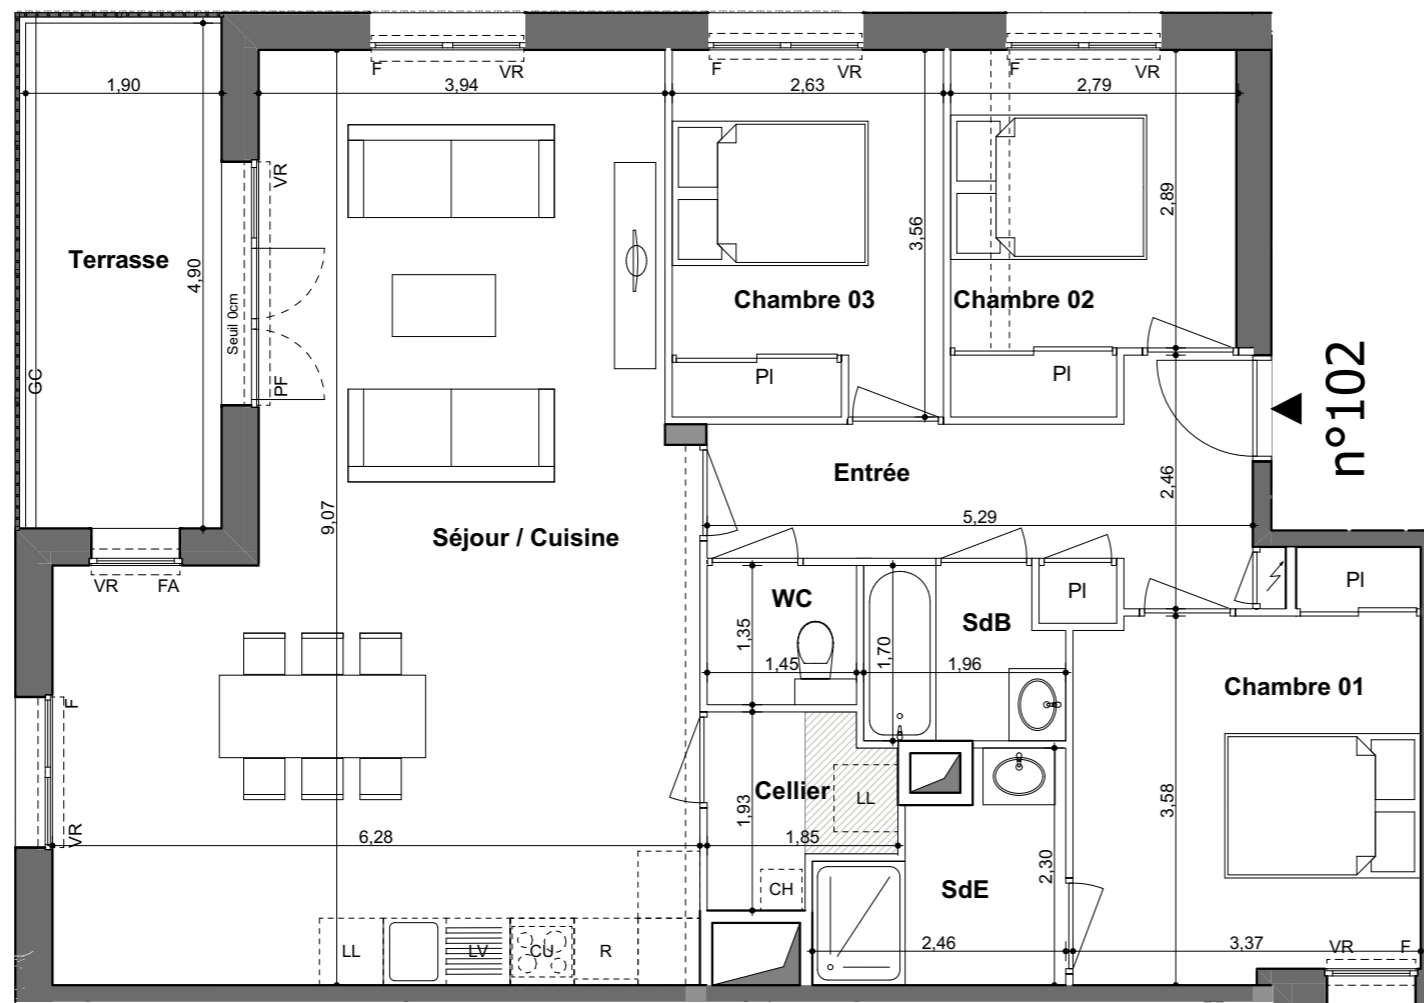 F VR F VR F VR
1,90 3,94 2,63 2,79
VR
2,89
3,56
Terrasse
4,90
Chambre 03 Chambre 02
Seuil 0cm
GC
PF
Pl Pl
n°102
Entrée
2,46
5,29
9,07
Séjour / Cuisine
VR FA
WC
Pl
Pl
1,35
SdB
1,70
1,45 1,96
Chambre 01
F
Cellier
LL
1,93
3,58
VR
6,28 1,85
2,30
CH
SdE
LL LV CU R
2,46 3,37
VR F